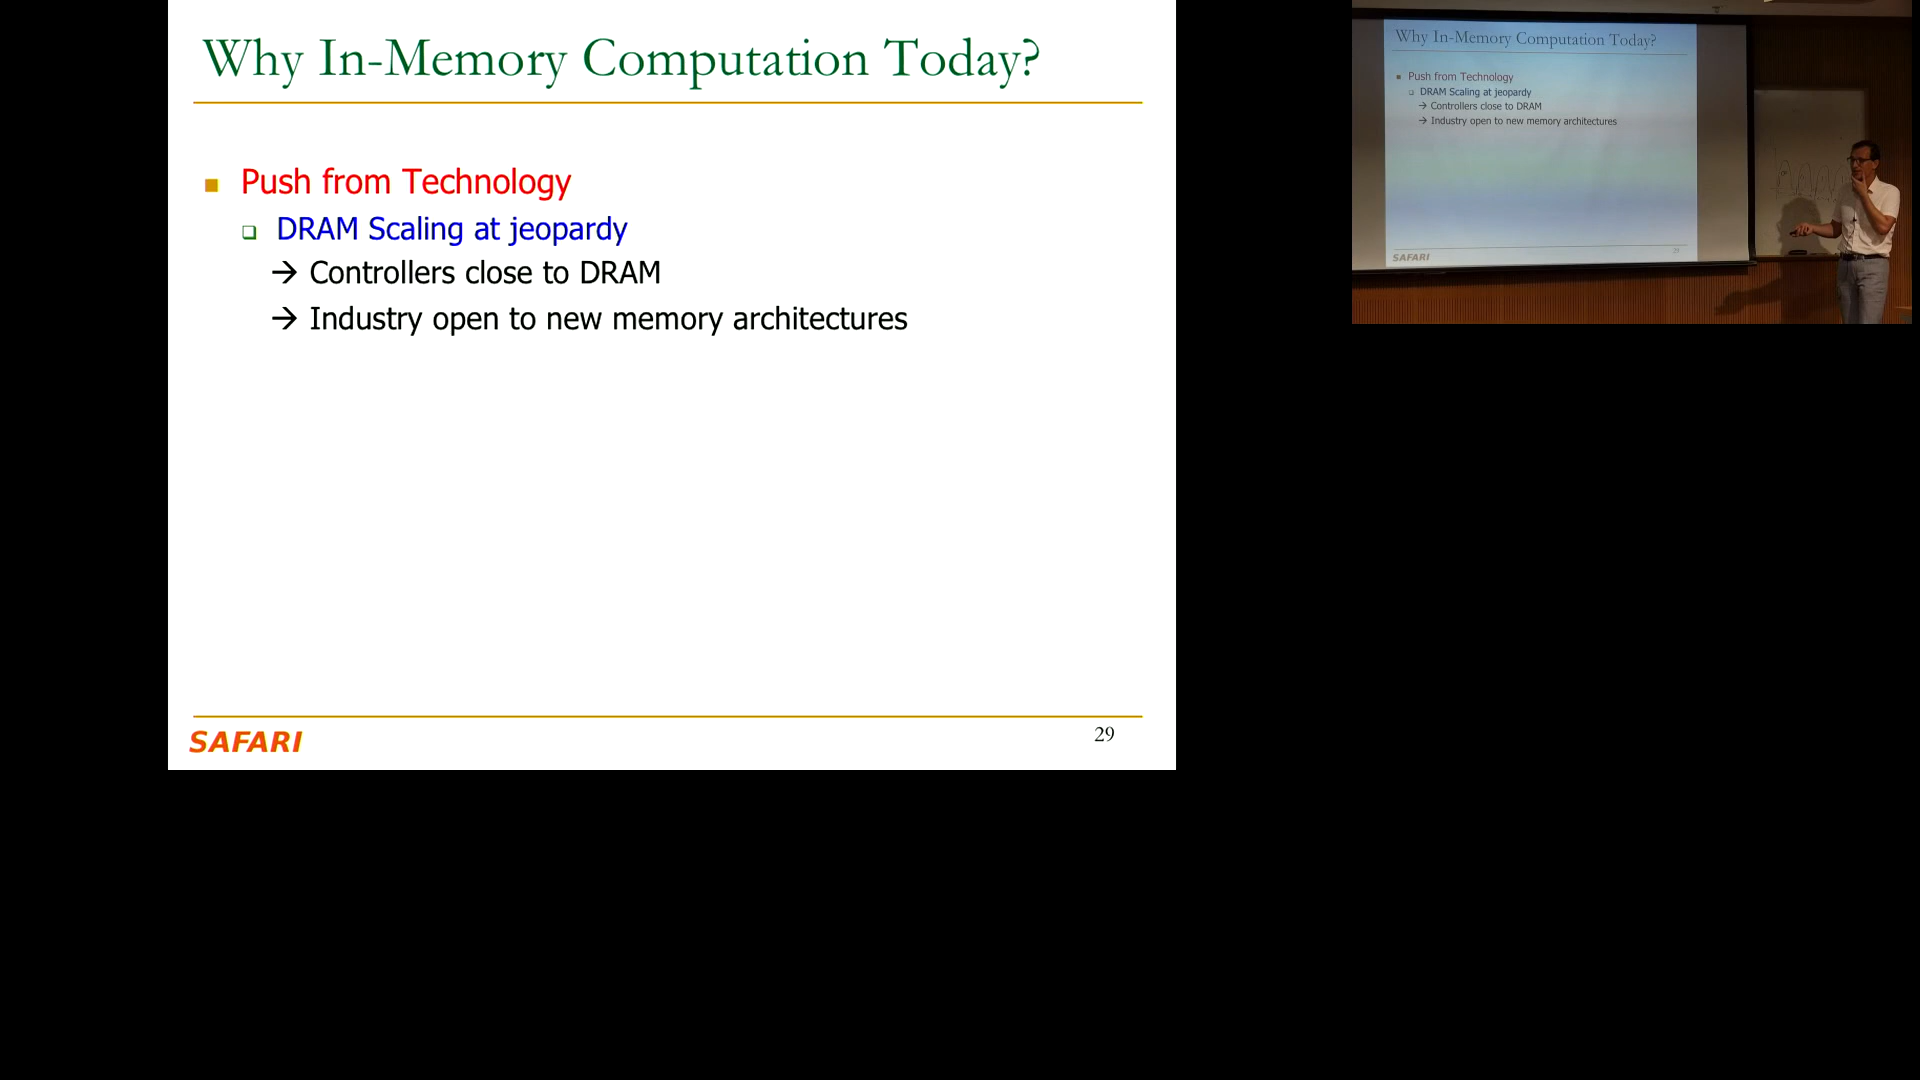 Why In-Memory Computation Today?
■ Push from Technology
❑ DRAM Scaling at jeopardy
→ Controllers close to DRAM
→ Industry open to new memory architectures
SAFARI
29
Why In-Memory Computation Today?
■ Push from Technology
❑ DRAM Scaling at jeopardy
→ Controllers close to DRAM
→ Industry open to new memory architectures
SAFARI
29